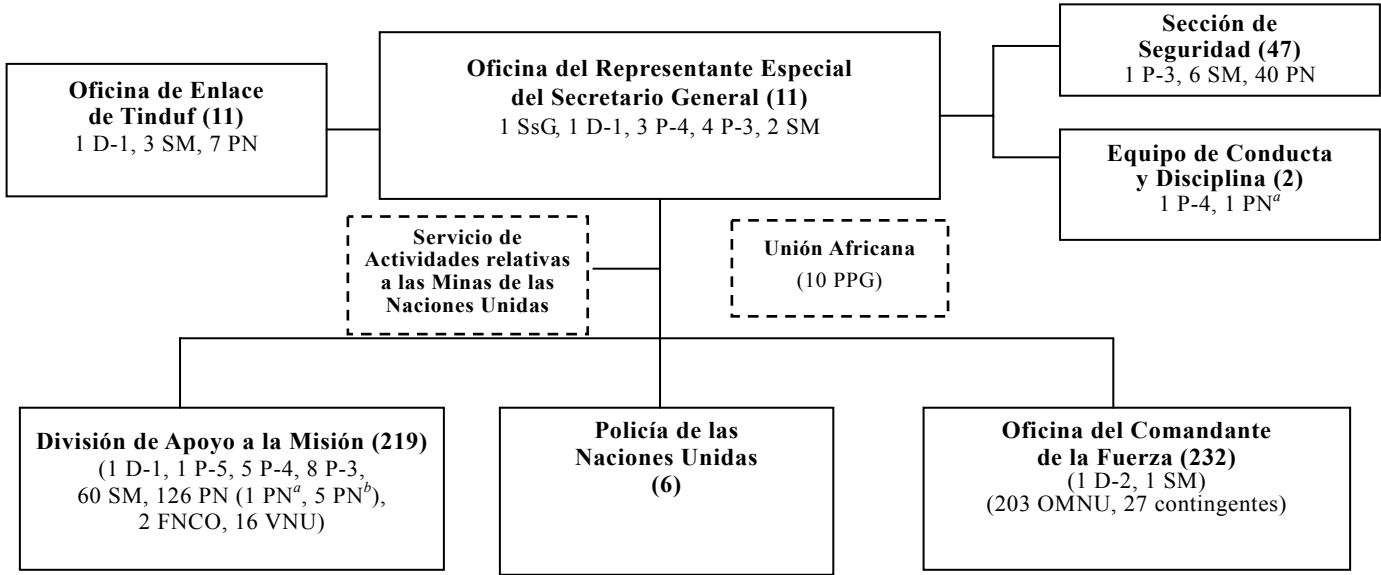 Oficina de Enlace
de Tinduf (11)
1 D-1, 3 SM, 7 PN
Oficina del Representante Especial
del Secretario General (11)
1 SsG, 1 D-1, 3 P-4, 4 P-3, 2 SM
Sección de
Seguridad (47)
1 P-3, 6 SM, 40 PN
Equipo de Conducta
y Disciplina (2)
1 P-4, 1 PNᵃ
Servicio de
Actividades relativas
a las Minas de las
Naciones Unidas
Unión Africana
(10 PPG)
División de Apoyo a la Misión (219)
(1 D-1, 1 P-5, 5 P-4, 8 P-3,
60 SM, 126 PN (1 PNᵃ, 5 PNᵇ),
2 FNCO, 16 VNU)
Policía de las
Naciones Unidas
(6)
Oficina del Comandante
de la Fuerza (232)
(1 D-2, 1 SM)
(203 OMNU, 27 contingentes)